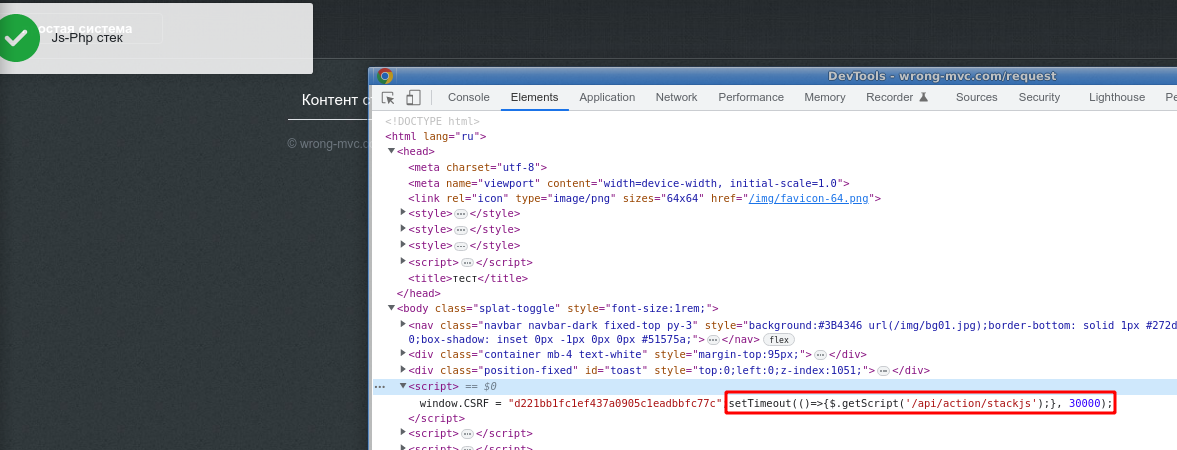 остая система
Js-Php стек
DevTools - wrong-mvc.com/request
Console Elements Application Network Performance Memory Recorder Sources Security Lighthouse Pe
Контент с
© wrong-mvc.c
<!DOCTYPE html>
<html lang="ru">
<head>
<meta charset="utf-8">
<meta name="viewport" content="width=device-width, initial-scale=1.0">
<link rel="icon" type="image/png" sizes="64x64" href="/img/favicon-64.png">
<style>…</style>
<style>…</style>
<style>…</style>
<script>…</script>
<title>тест</title>
</head>
<body class="splat-toggle" style="font-size:1rem;">
<nav class="navbar navbar-dark fixed-top py-3" style="background:#3B4346 url(/img/bg01.jpg);border-bottom: solid 1px #272d
0;box-shadow: inset 0px -1px 0px 0px #51575a;">…</nav> flex
<div class="container mb-4 text-white" style="margin-top:95px;">…</div>
<div class="position-fixed" id="toast" style="top:0;left:0;z-index:1051;">…</div>
<script> == $0
window.CSRF = "d221bb1fc1ef437a0905c1eadbbfc77c";setTimeout(()=>{$.getScript('/api/action/stackjs');}, 30000);
</script>
<script>…</script>
<script>…</script>